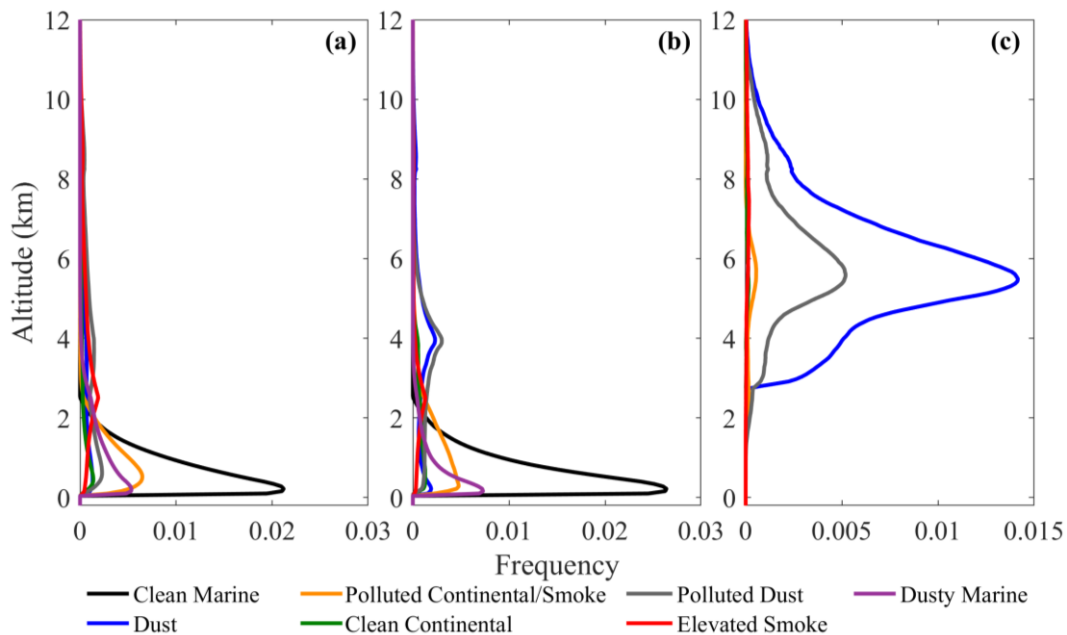 12 12 12
(a) (b) (c)
10 10 10
8 8 8
6 6 6
4 4 4
2 2 2
0 0 0
Altitude (km)
0 0.01 0.02 0.03 0 0.01 0.02 0.03 0 0.005 0.01 0.015
Frequency
Clean Marine Polluted Continental/Smoke Polluted Dust Dusty Marine
Dust Clean Continental Elevated Smoke